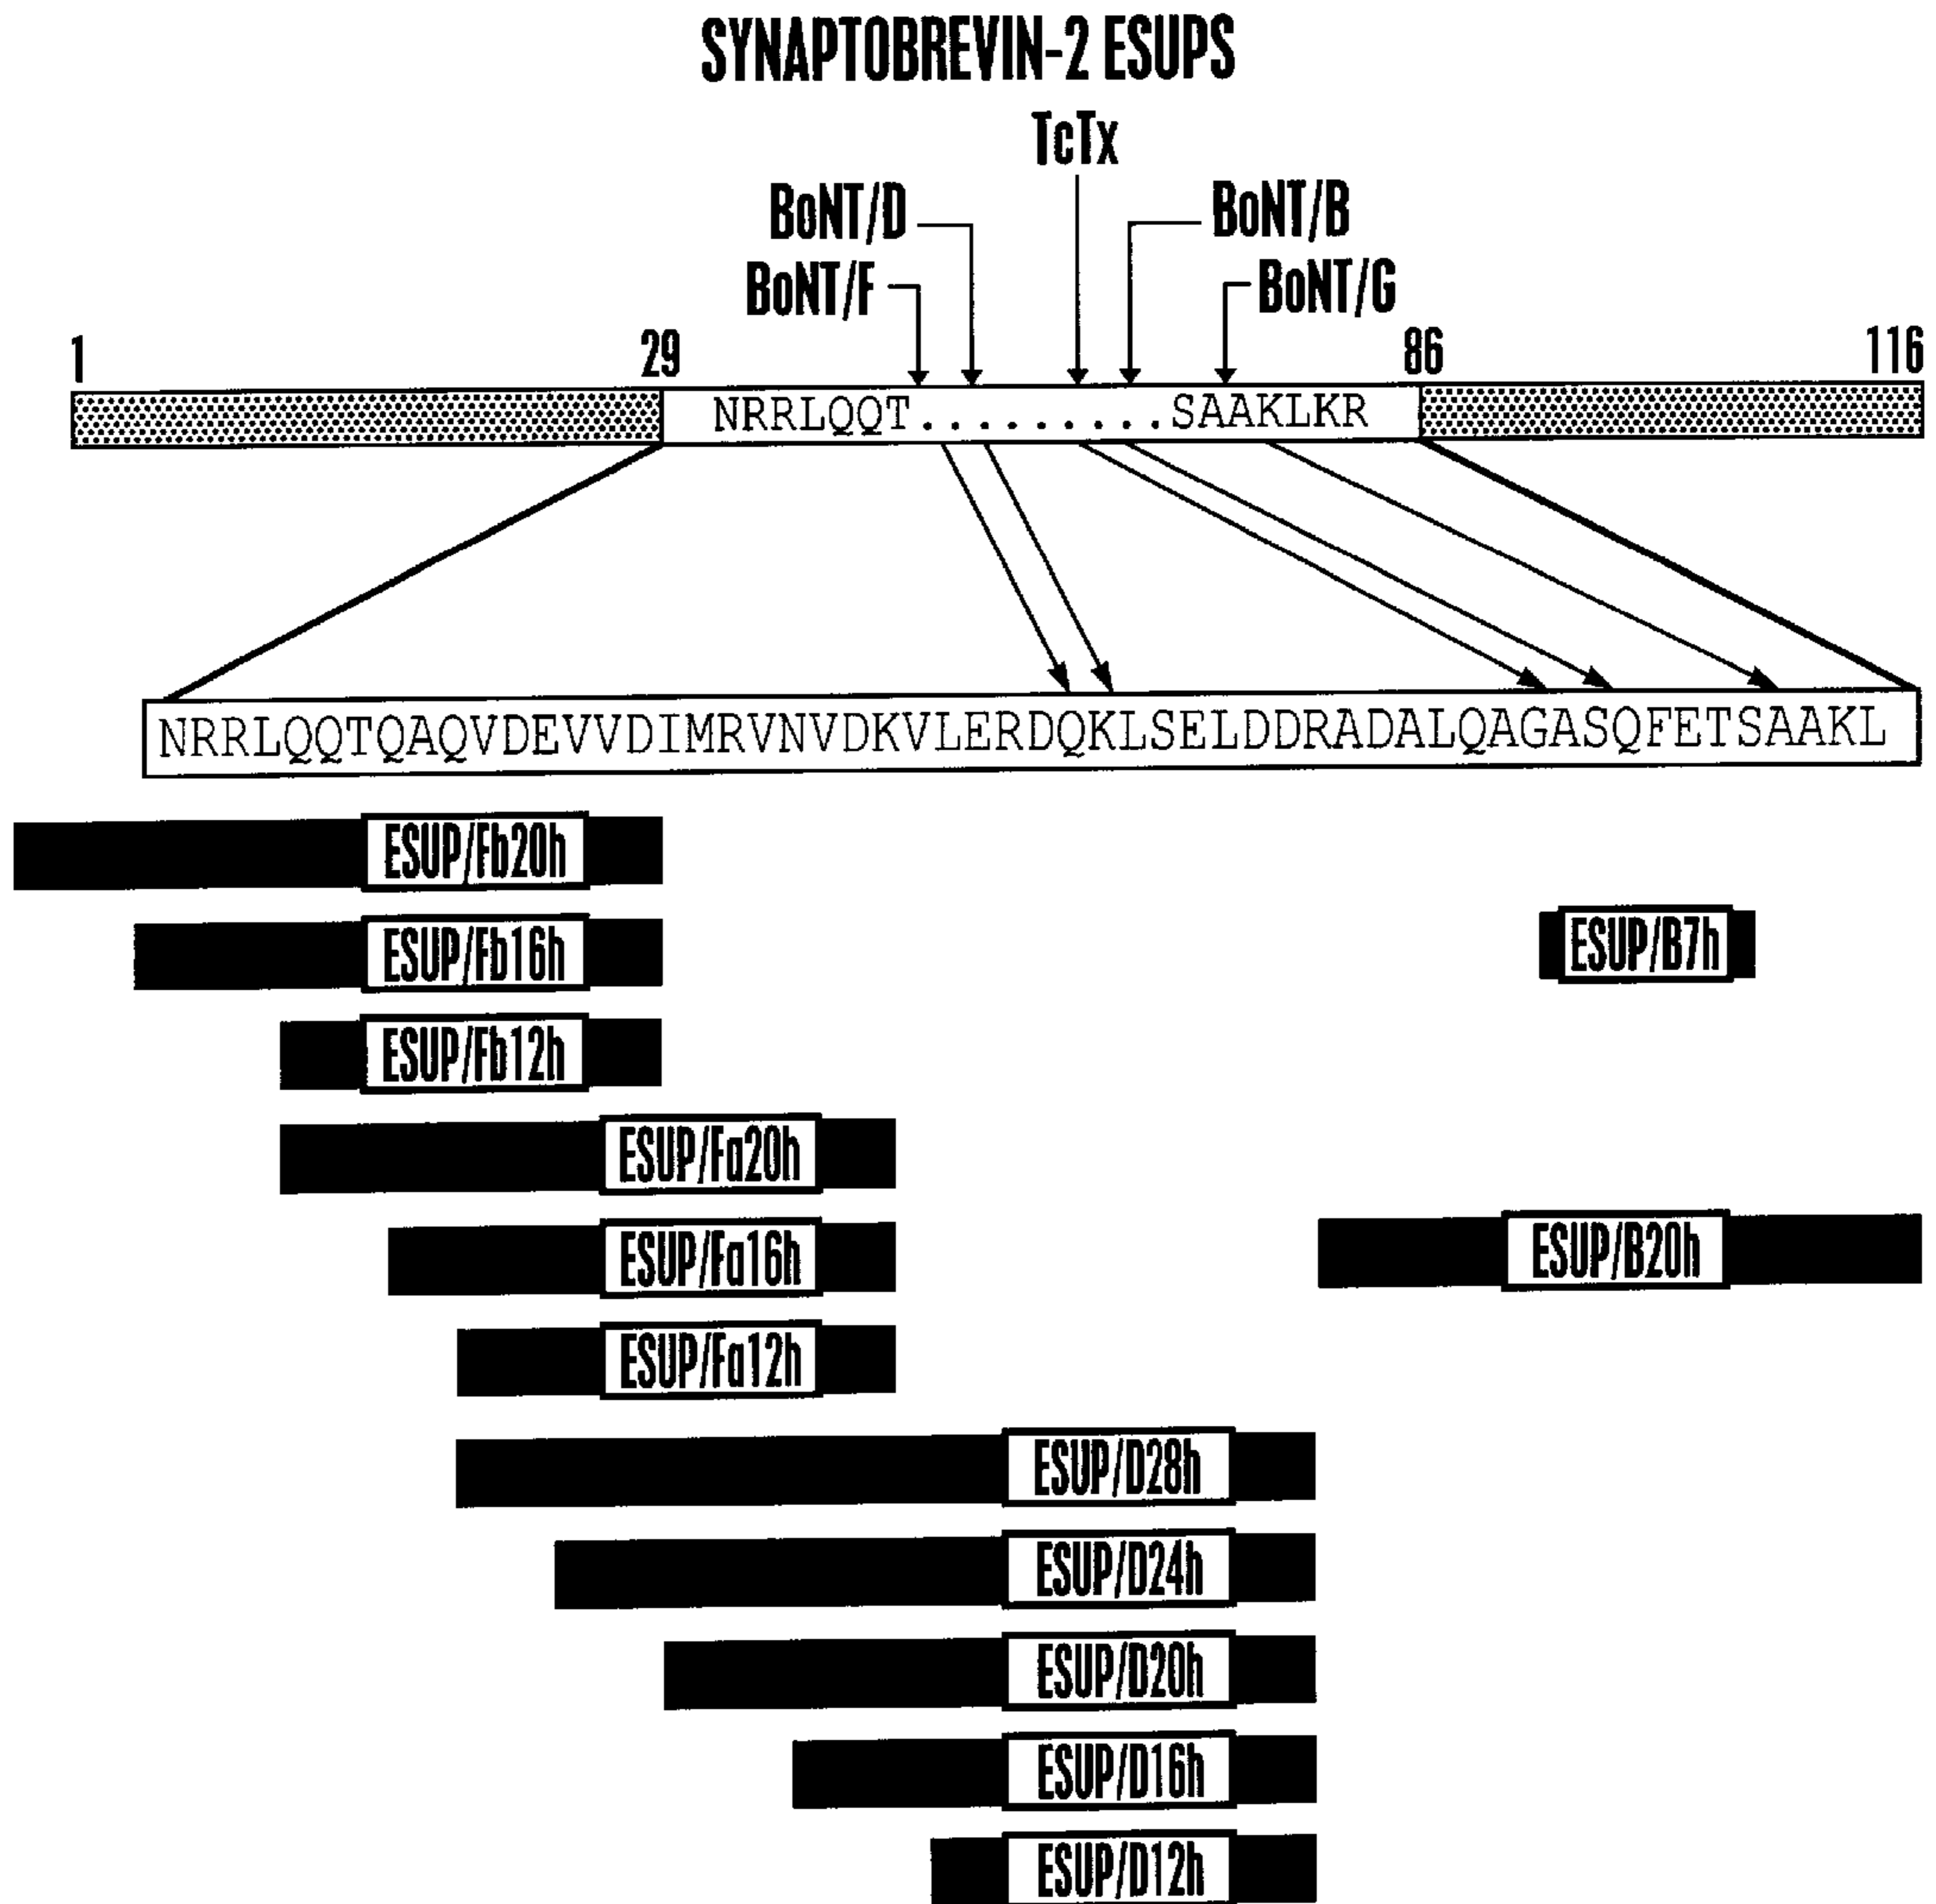 SYNAPTOBREVIN-2 ESUPS
TcTx
BoNT/D
BoNT/B
BoNT/F
BoNT/G
1
29
86
116
NRRLQQT.........SAAKLKR
NRRLQQTQAQVDEVVDIMRVNVDKVLERDQKLSELDDRADALQAGASQFETSAAKL
ESUP/Fb20h
ESUP/Fb16h
ESUP/B7h
ESUP/Fb12h
ESUP/Fa20h
ESUP/Fa16h
ESUP/B20h
ESUP/Fa12h
ESUP/D28h
ESUP/D24h
ESUP/D20h
ESUP/D16h
ESUP/D12h